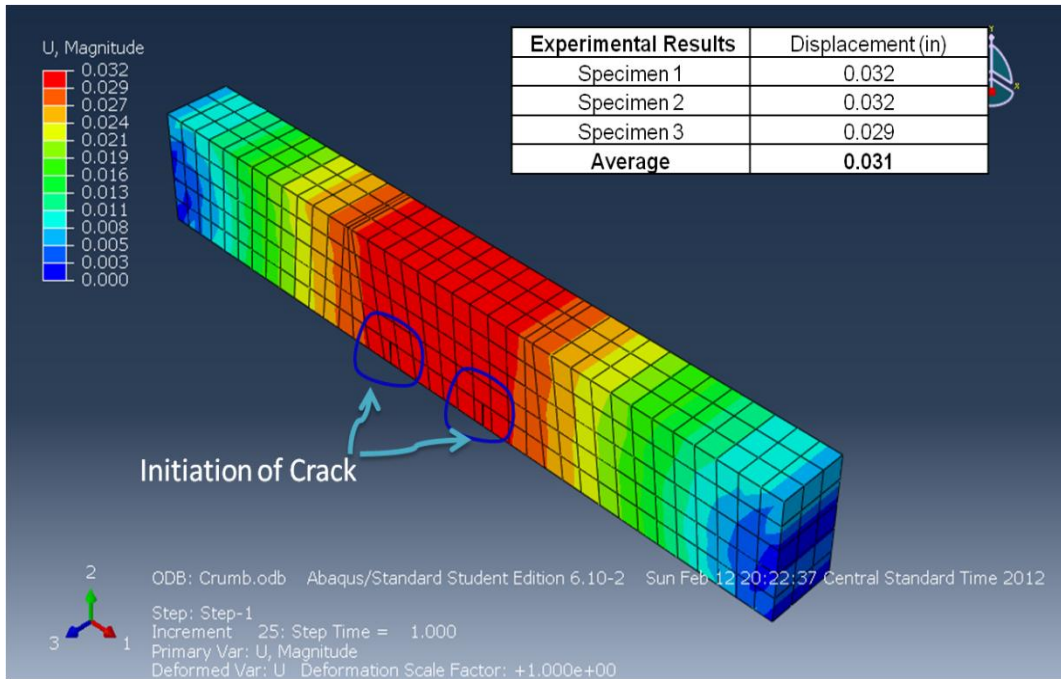 U, Magnitude
0.032
0.029
0.027
0.024
0.021
0.019
0.016
0.013
0.011
0.008
0.005
0.003
0.000
Experimental Results Displacement (in)
Specimen 1 0.032
Specimen 2 0.032
Specimen 3 0.029
Average 0.031
Y
X
Initiation of Crack
2
3 1
ODB: Crumb.odb Abaqus/Standard Student Edition 6.10-2 Sun Feb 12 20:22:37 Central Standard Time 2012
Step: Step-1
Increment 25: Step Time = 1.000
Primary Var: U, Magnitude
Deformed Var: U Deformation Scale Factor: +1.000e+00